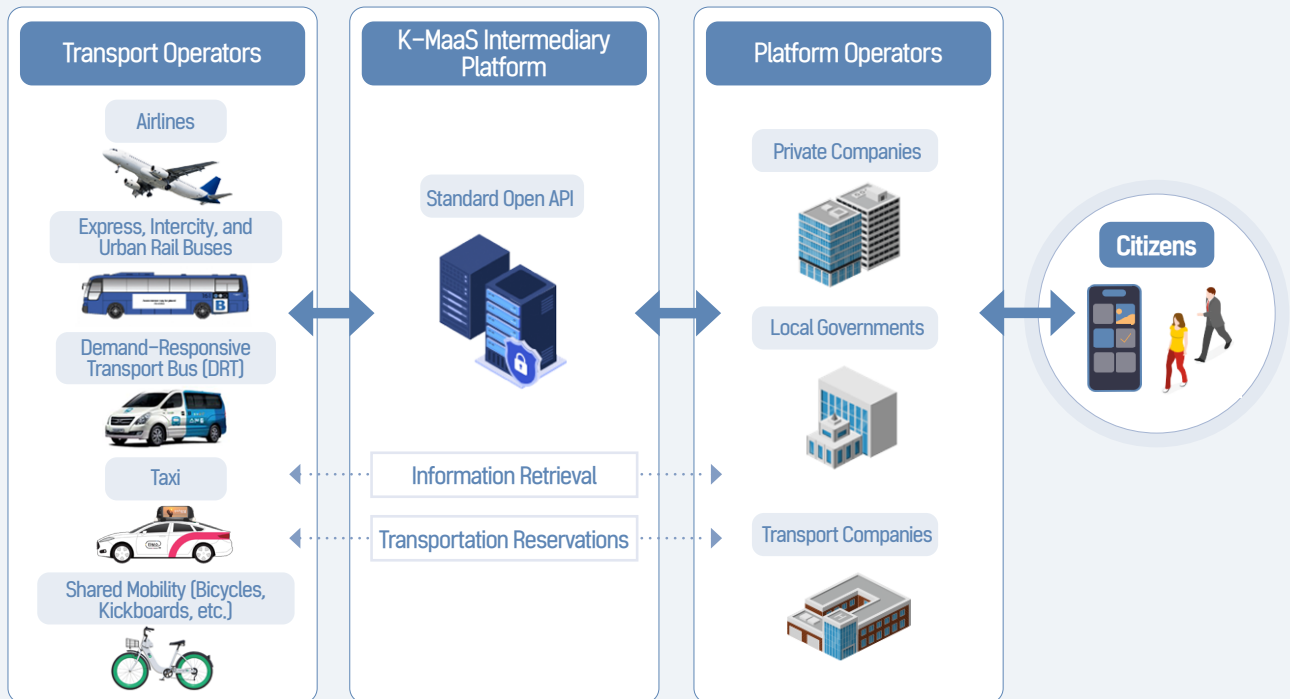 Transport Operators
Airlines
Express, Intercity, and
Urban Rail Buses
B
Demand-Responsive
Transport Bus (DRT)
Taxi
Shared Mobility (Bicycles,
Kickboards, etc.)
K-MaaS Intermediary
Platform
Standard Open API
Information Retrieval
Transportation Reservations
Platform Operators
Private Companies
Local Governments
Transport Companies
Citizens